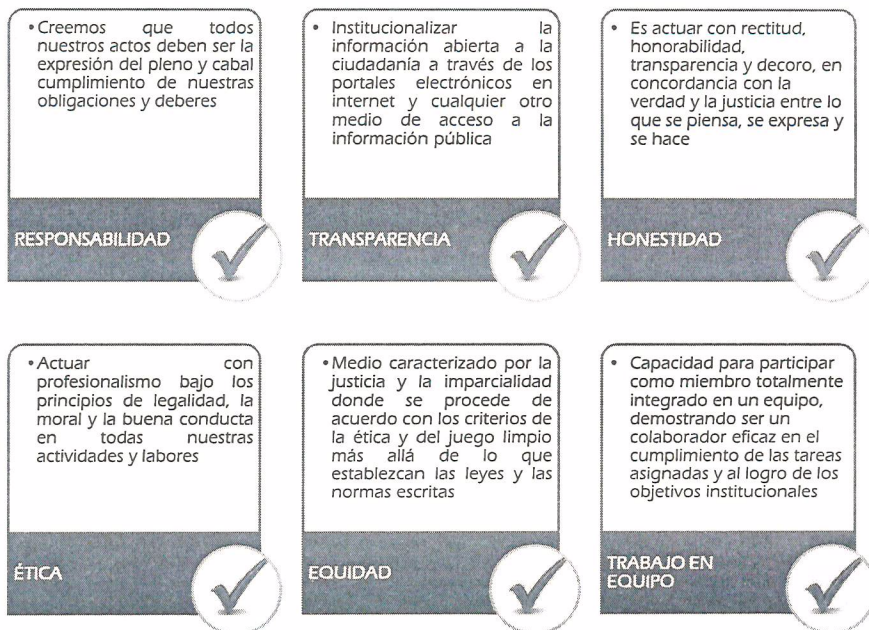 • Creemos que todos
nuestros actos deben ser la
expresión del pleno y cabal
cumplimiento de nuestras
obligaciones y deberes
RESPONSABILIDAD
• Institucionalizar la
información abierta a la
ciudadanía a través de los
portales electrónicos en
internet y cualquier otro
medio de acceso a la
información pública
TRANSPARENCIA
• Es actuar con rectitud,
honorabilidad,
transparencia y decoro, en
concordancia con la
verdad y la justicia entre lo
que se piensa, se expresa y
se hace
HONESTIDAD
• Actuar con
profesionalismo bajo los
principios de legalidad, la
moral y la buena conducta
en todas nuestras
actividades y labores
ÉTICA
• Medio caracterizado por la
justicia y la imparcialidad
donde se procede de
acuerdo con los criterios de
la ética y del juego limpio
más allá de lo que
establezcan las leyes y las
normas escritas
EQUIDAD
• Capacidad para participar
como miembro totalmente
integrado en un equipo,
demostrando ser un
colaborador eficaz en el
cumplimiento de las tareas
asignadas y al logro de los
objetivos institucionales
TRABAJO EN
EQUIPO